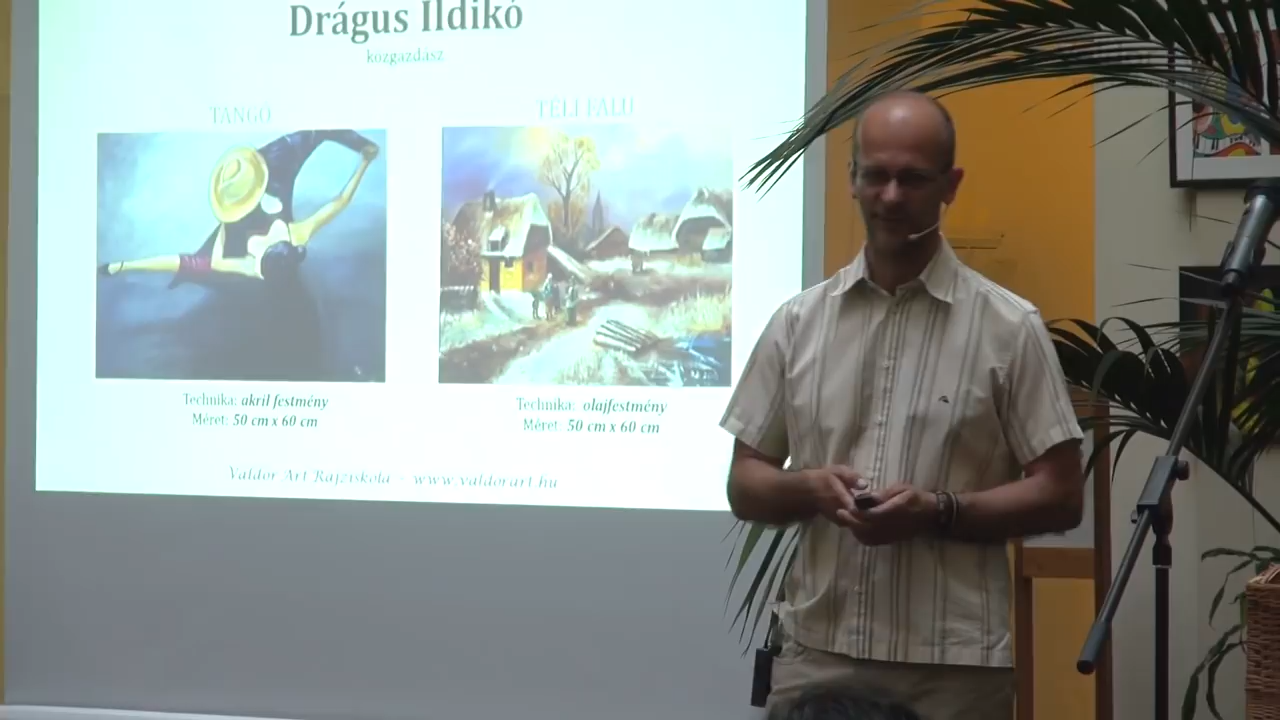 Drágus Ildikó
közgazdász
TANGÓ
TÉLI FALU
Technika: akril festmény
Méret: 50 cm x 60 cm
Technika: olajfestmény
Méret: 50 cm x 60 cm
Valdor Art Rajziskola - www.valdorart.hu